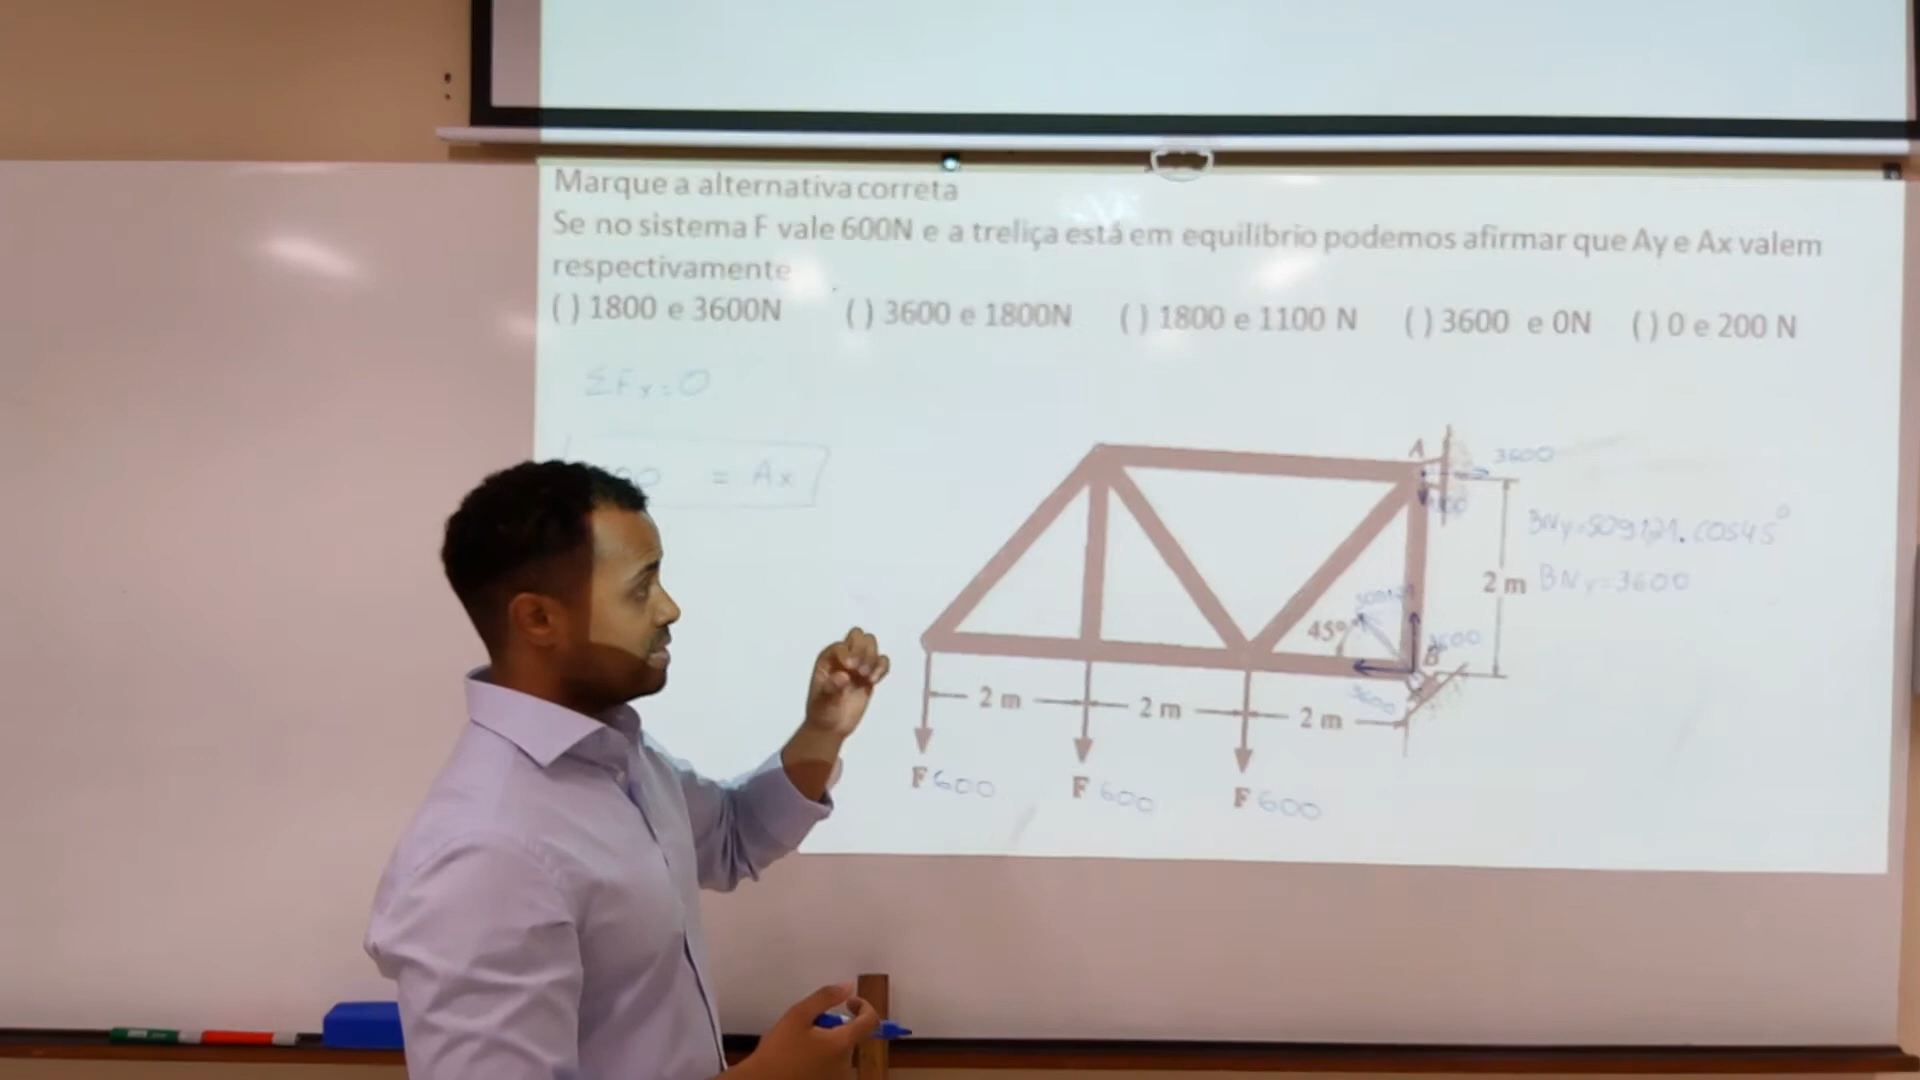 Marque a alternativa correta
Se no sistema F vale 600N e a treliça está em equilíbrio podemos afirmar que Ay e Ax valem
respectivamente
( ) 1800 e 3600N ( ) 3600 e 1800N ( ) 1800 e 1100 N ( ) 3600 e 0N ( ) 0 e 200 N
ΣFx=0
= Ax
A
3600
BNy=509121.cos45°
2 m
BNy=3600
45°
3600
B
3600
2 m
2 m
2 m
F 600
F 600
F 600